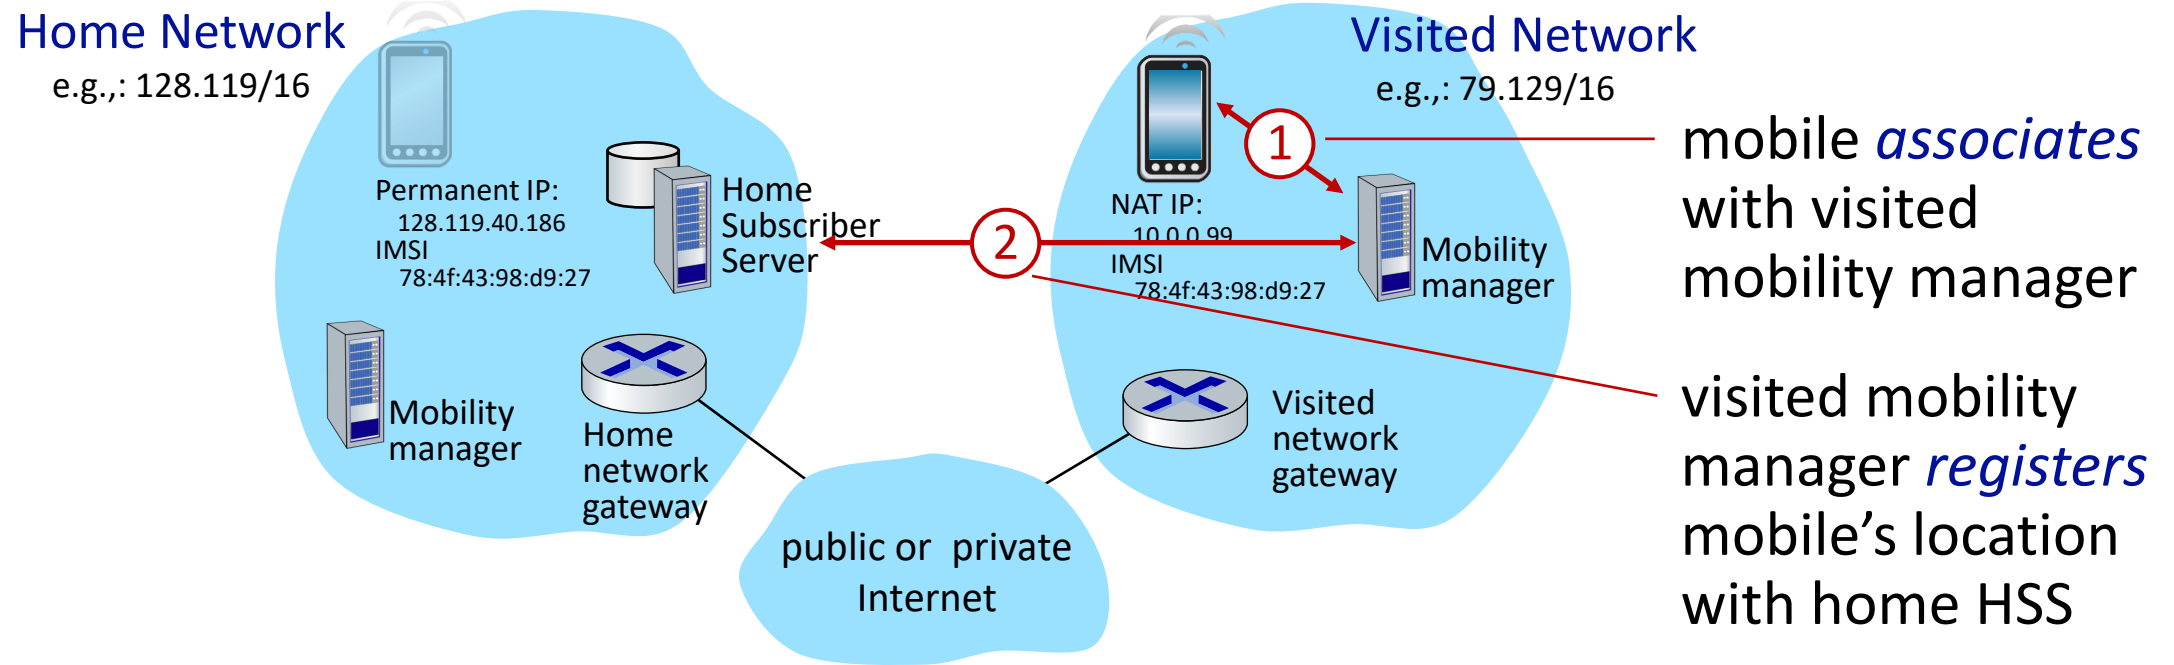 Home Network
e.g.,: 128.119/16
Permanent IP:
128.119.40.186
IMSI
78:4f:43:98:d9:27
Home
Subscriber
Server
Mobility
manager
Home
network
gateway
public or private
Internet
Visited Network
e.g.,: 79.129/16
1
2
NAT IP:
10.0.0.99
IMSI
78:4f:43:98:d9:27
Mobility
manager
Visited
network
gateway
mobile associates
with visited
mobility manager
visited mobility
manager registers
mobile’s location
with home HSS